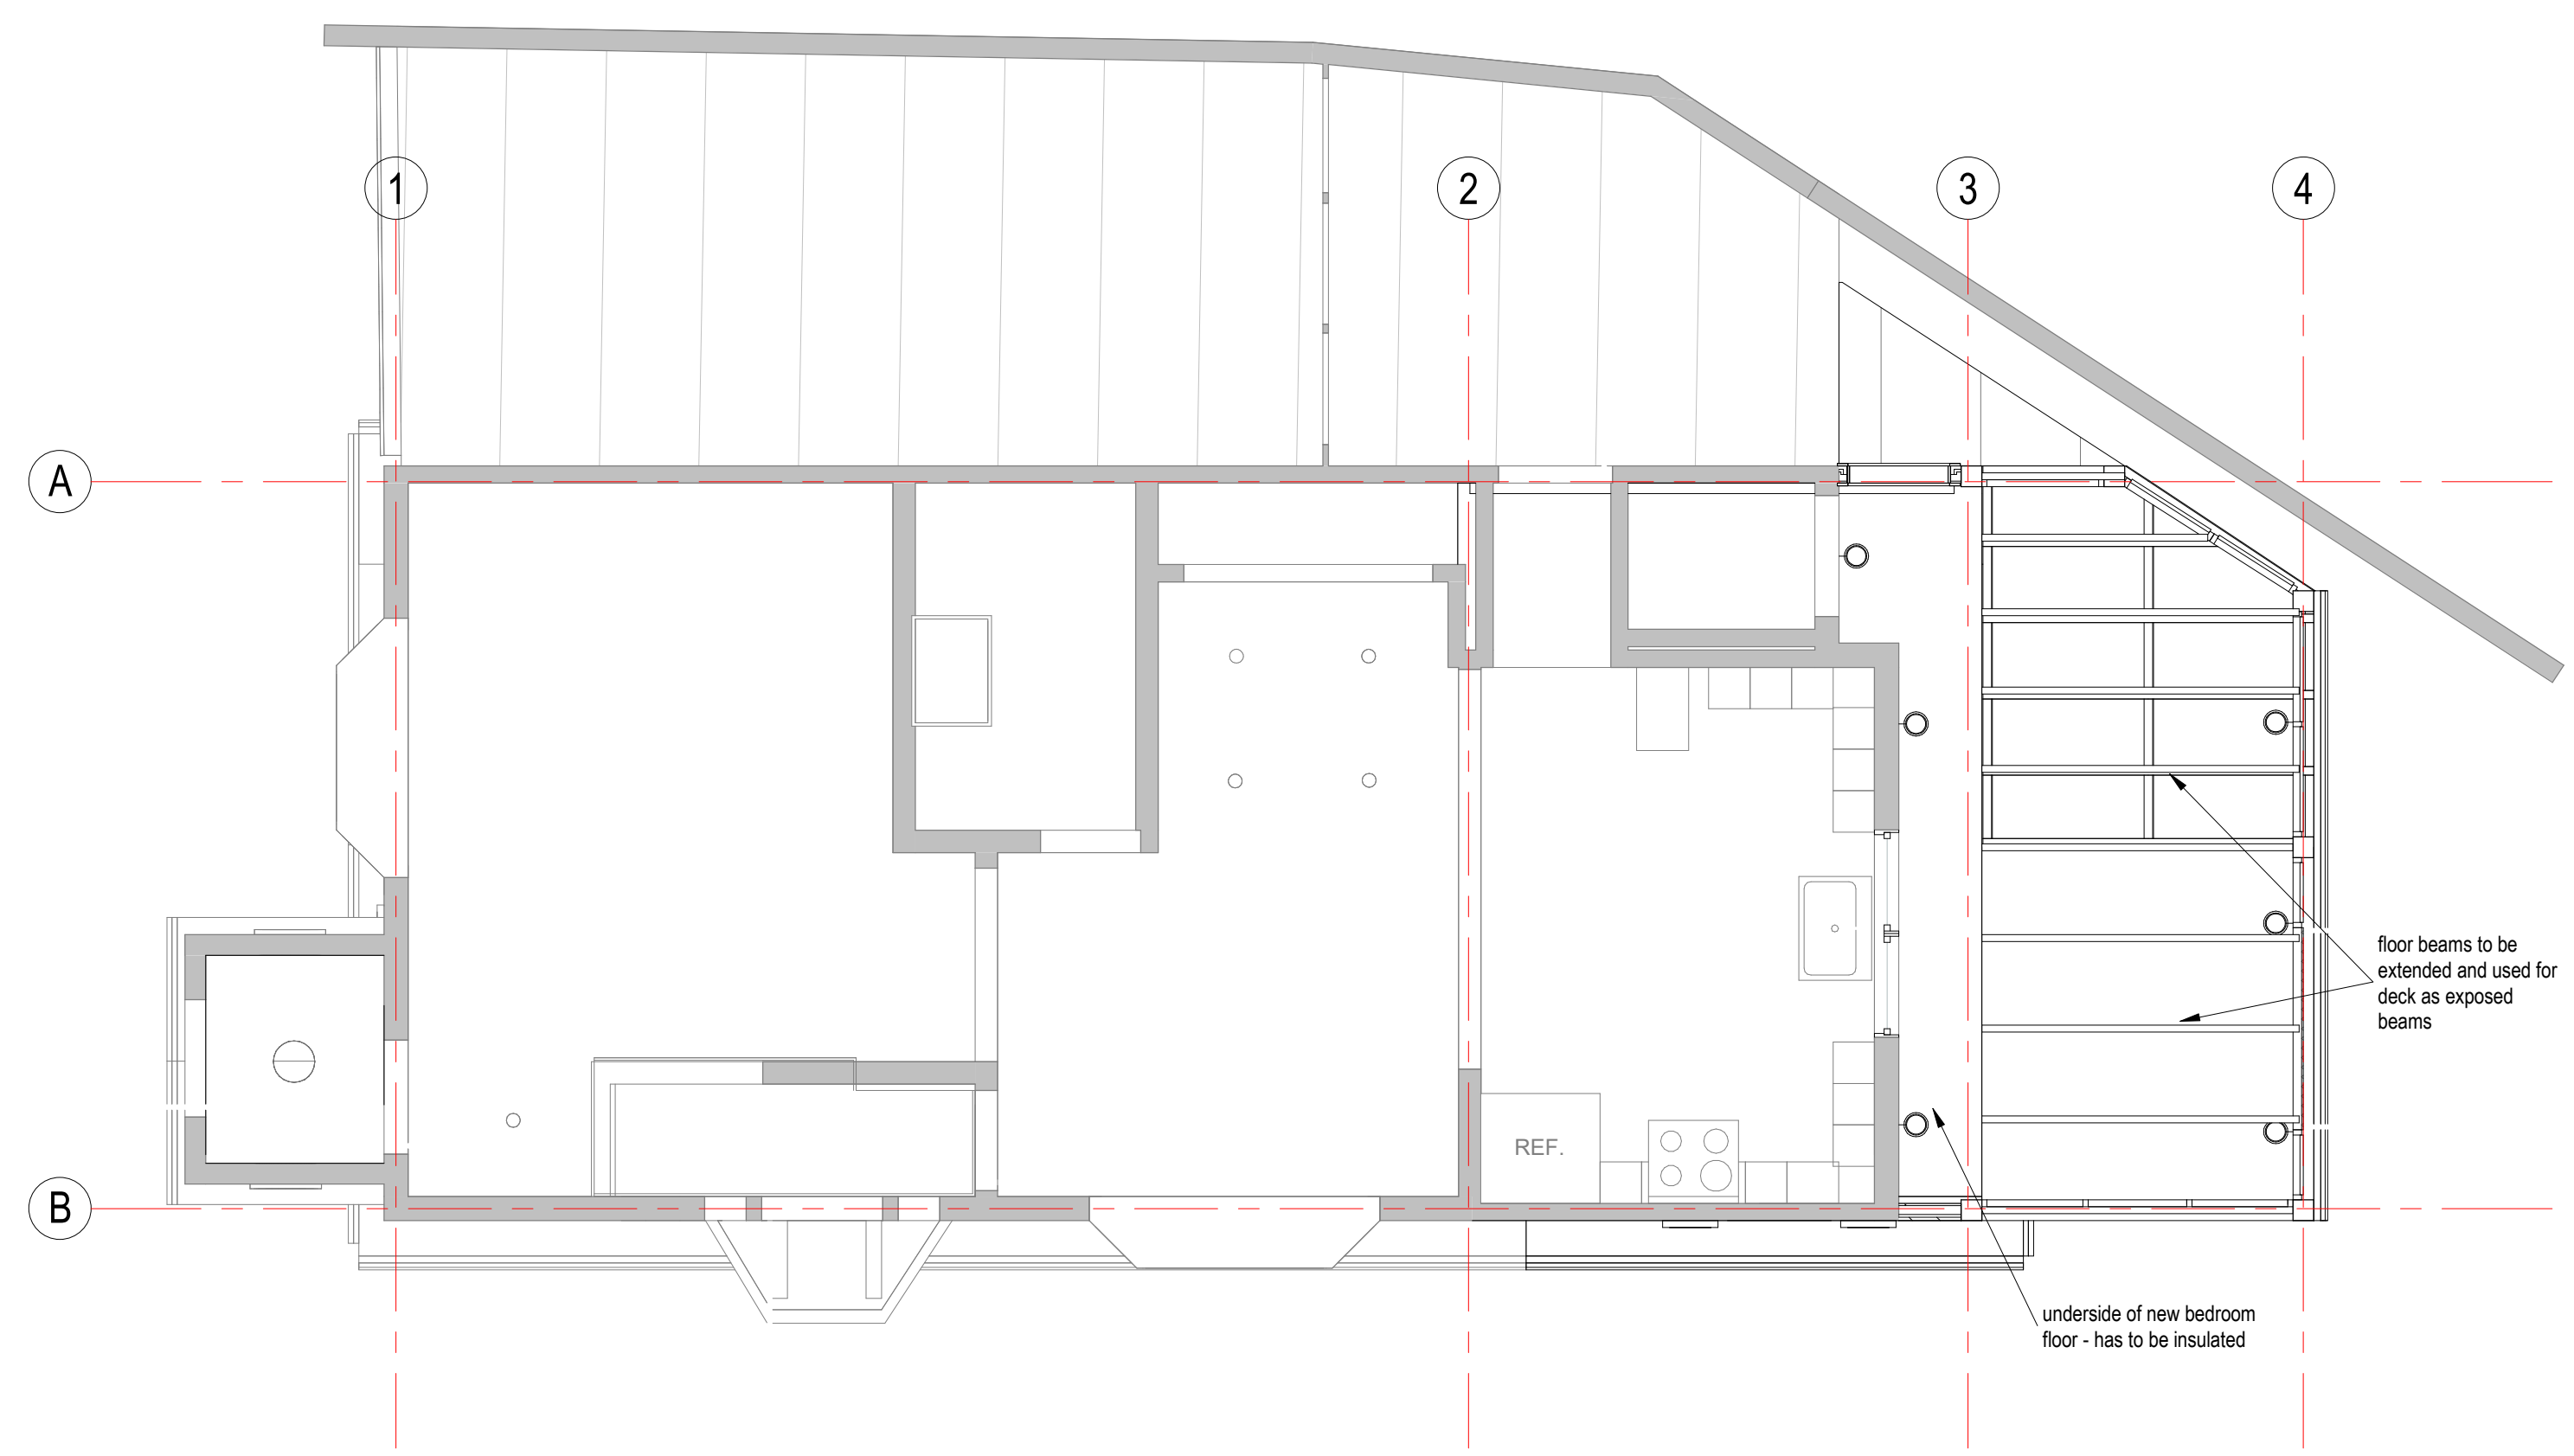 1
2
3
4
A
B
REF.
floor beams to be
extended and used for
deck as exposed
beams
underside of new bedroom
floor - has to be insulated